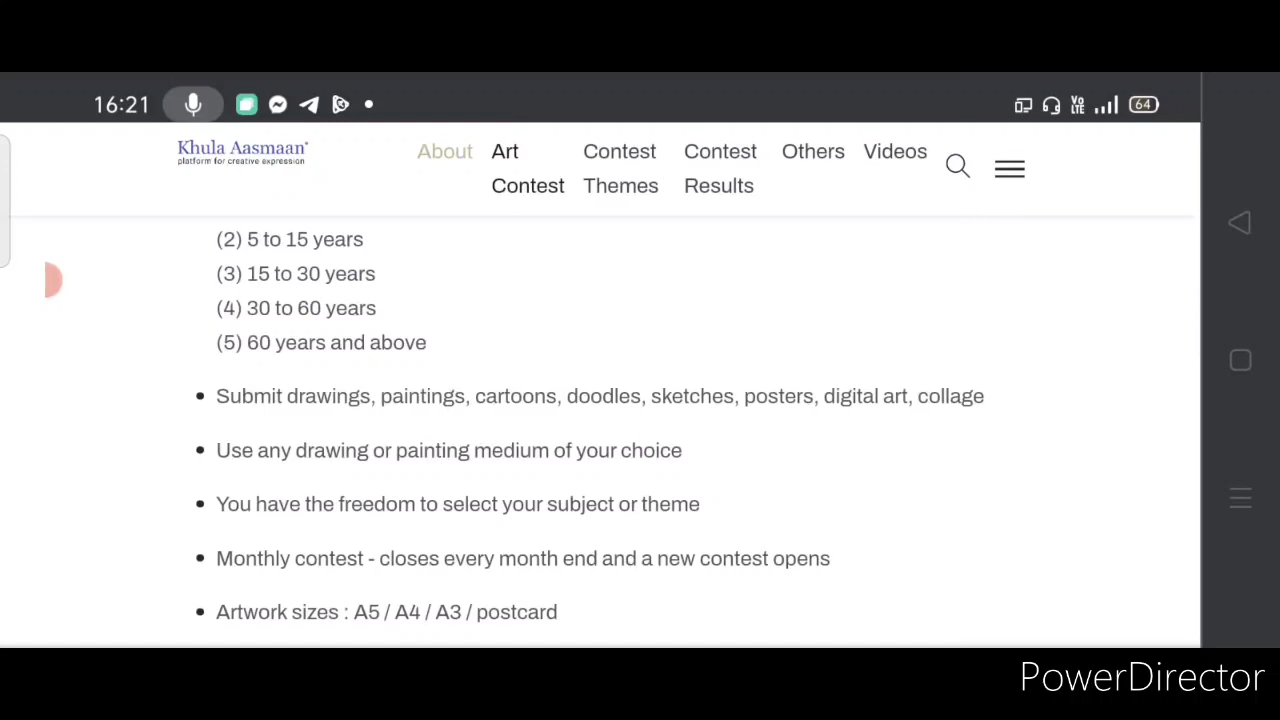 16:21
Vo
LTE
64
Khula Aasmaan
platform for creative expression
About
Art
Contest
Contest
Themes
Contest
Results
Others
Videos
(2) 5 to 15 years
(3) 15 to 30 years
(4) 30 to 60 years
(5) 60 years and above
• Submit drawings, paintings, cartoons, doodles, sketches, posters, digital art, collage
• Use any drawing or painting medium of your choice
• You have the freedom to select your subject or theme
• Monthly contest - closes every month end and a new contest opens
• Artwork sizes : A5 / A4 / A3 / postcard
PowerDirector